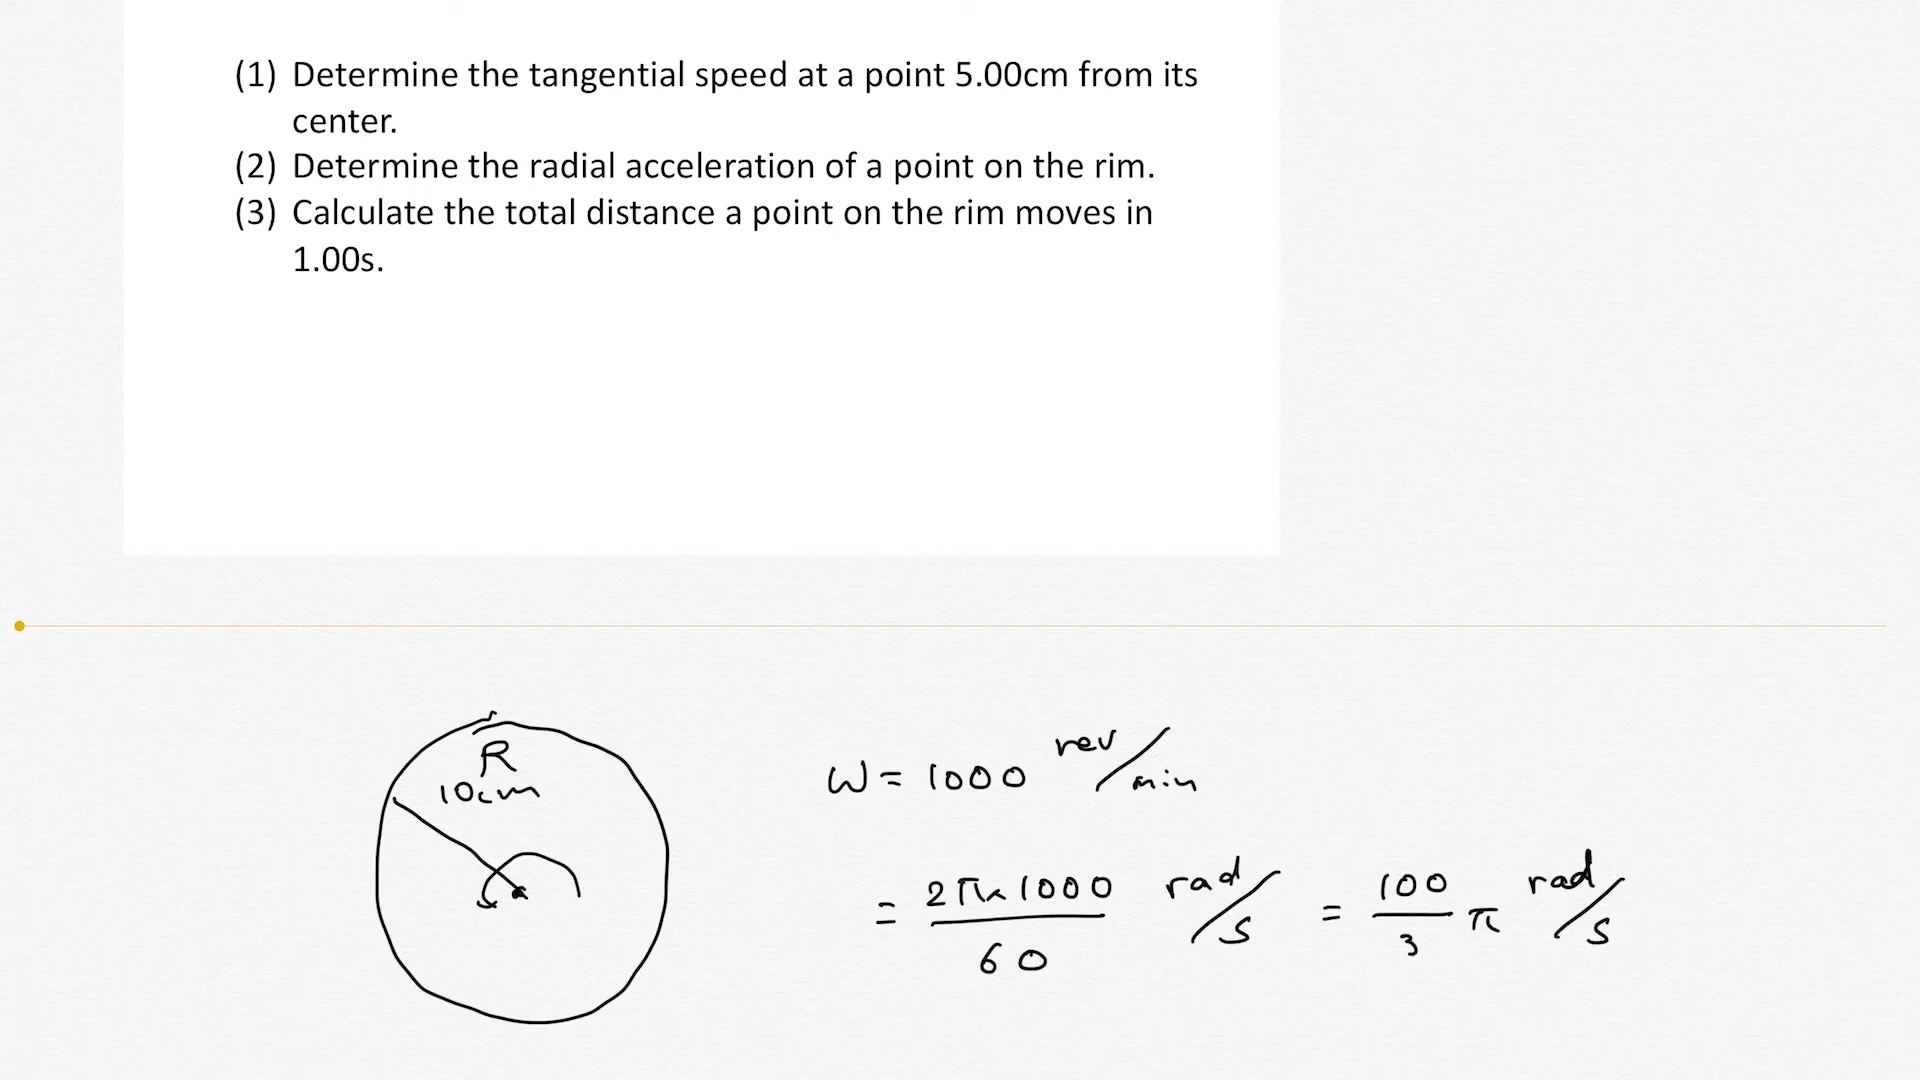 (1) Determine the tangential speed at a point 5.00cm from its
center.
(2) Determine the radial acceleration of a point on the rim.
(3) Calculate the total distance a point on the rim moves in
1.00s.
R
10cm
ω = 1000 rev/min
= 2π×1000/60 rad/s = 100/3 π rad/s